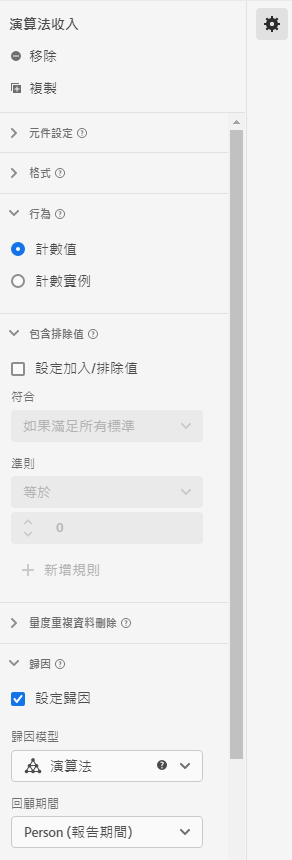 演算法收入
移除
複製
元件設定
格式
行為
計數值
計數實例
包含排除值
設定加入/排除值
符合
如果滿足所有標準
準則
等於
0
新增規則
量度重複資料刪除
歸因
設定歸因
歸因模型
演算法
回顧期間
Person (報告期間)